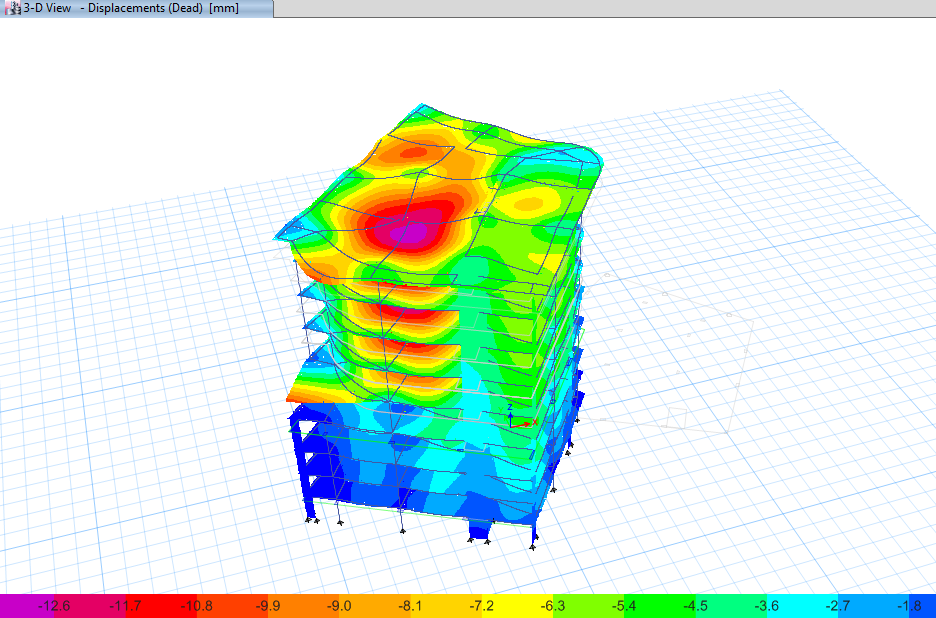 3-D View - Displacements (Dead) [mm]
Z
X
-12.6 -11.7 -10.8 -9.9 -9.0 -8.1 -7.2 -6.3 -5.4 -4.5 -3.6 -2.7 -1.8